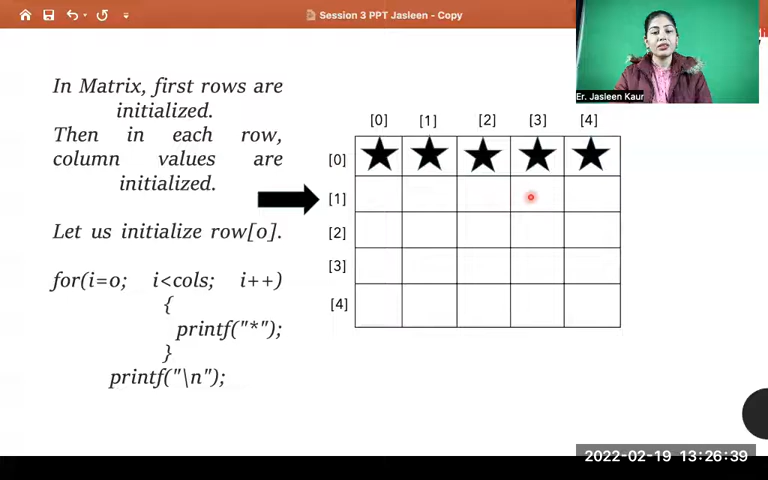 Session 3 PPT Jasleen - Copy
Er. Jasleen Kaur
In Matrix, first rows are
initialized.
Then in each row,
column values are
initialized.
Let us initialize row[0].
for(i=0; i<cols; i++)
{
printf("*");
}
printf("\n");
[0] [1] [2] [3] [4]
[0]
[1]
[2]
[3]
[4]
2022-02-19 13:26:39